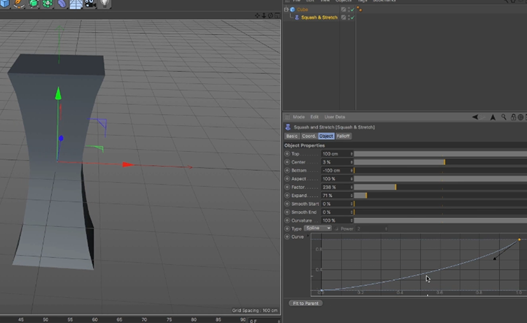 Cube
Squash & Stretch
Mode Edit User Data
Squash and Stretch [Squash & Stretch]
Basic Coord. Object Falloff
Object Properties
Top 100 cm
Center 5 %
Bottom -100 cm
Aspect 100 %
Factor
Expand 71 %
Smooth Start 0 %
Smooth End 0 %
Curvature 100 %
Type Spline Power
Curve
Fit to Parent
Grid Spacing : 100 cm
45 50 55 60 65 70 75 80 85 90 0 F